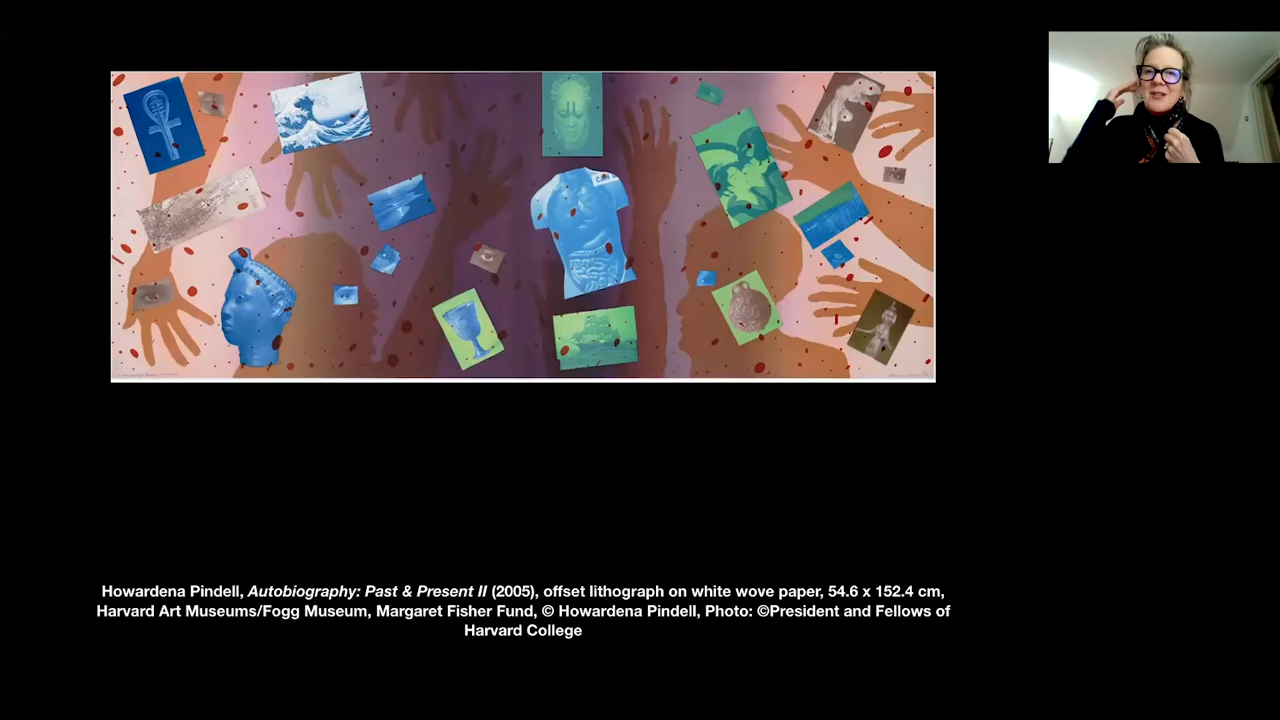 Howardena Pindell, Autobiography: Past & Present II (2005), offset lithograph on white wove paper, 54.6 x 152.4 cm,
Harvard Art Museums/Fogg Museum, Margaret Fisher Fund, © Howardena Pindell, Photo: ©President and Fellows of
Harvard College